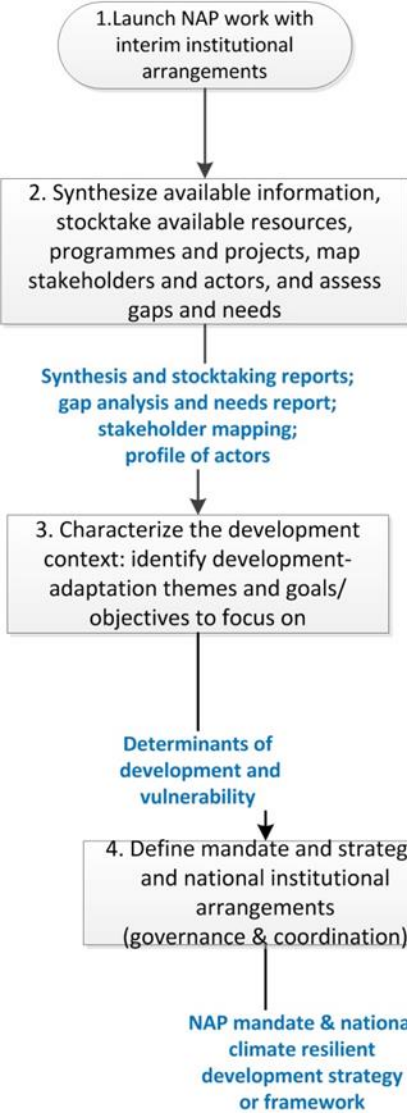 1.Launch NAP work with
interim institutional
arrangements
2. Synthesize available information,
stocktake available resources,
programmes and projects, map
stakeholders and actors, and assess
gaps and needs
Synthesis and stocktaking reports;
gap analysis and needs report;
stakeholder mapping;
profile of actors
3. Characterize the development
context: identify development-
adaptation themes and goals/
objectives to focus on
Determinants of
development and
vulnerability
4. Define mandate and strateg
and national institutional
arrangements
(governance & coordination)
NAP mandate & nationa
climate resilient
development strategy
or framework